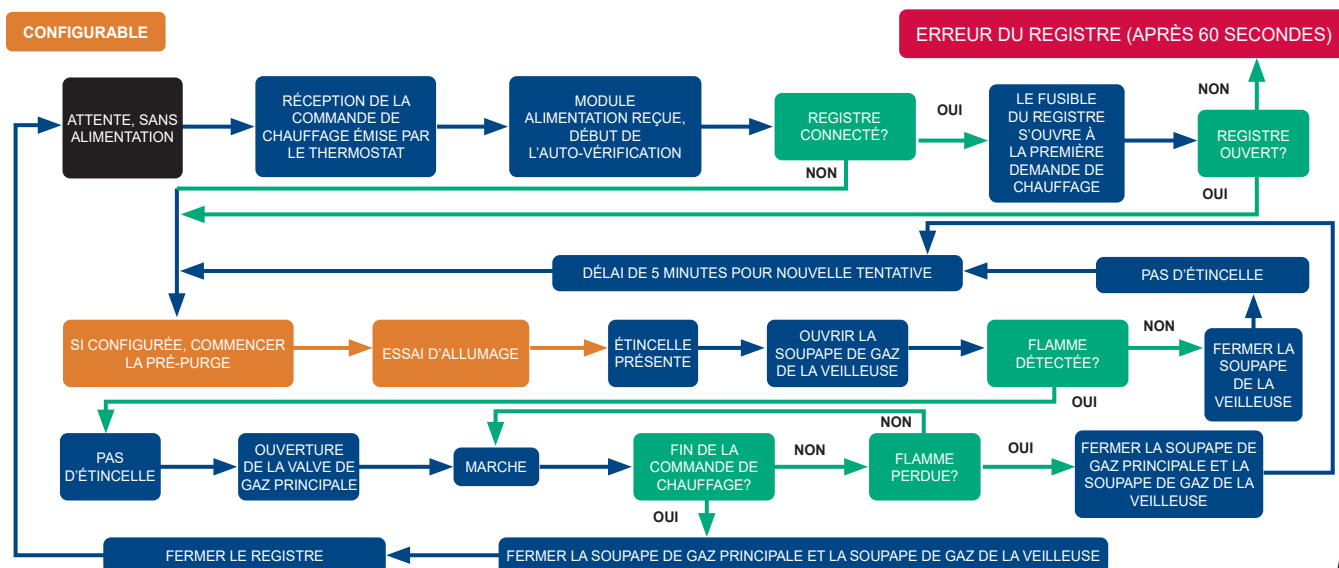 CONFIGURABLE
ERREUR DU REGISTRE (APRÈS 60 SECONDES)
ATTENTE, SANS
ALIMENTATION
RÉCEPTION DE LA
COMMANDE DE
CHAUFFAGE ÉMISE PAR
LE THERMOSTAT
MODULE
ALIMENTATION REÇUE,
DÉBUT DE
L'AUTO-VÉRIFICATION
REGISTRE
CONNECTÉ?
OUI
NON
LE FUSIBLE
DU REGISTRE
S'OUVRE À
LA PREMIÈRE
DEMANDE DE
CHAUFFAGE
NON
REGISTRE
OUVERT?
OUI
DÉLAI DE 5 MINUTES POUR NOUVELLE TENTATIVE
PAS D'ÉTINCELLE
SI CONFIGURÉE, COMMENCER
LA PRÉ-PURGE
ESSAI D'ALLUMAGE
ÉTINCELLE
PRÉSENTE
OUVRIR LA
SOUPAPE DE GAZ
DE LA VEILLEUSE
FLAMME
DÉTECTÉE?
NON
OUI
FERMER LA
SOUPAPE
DE LA
VEILLEUSE
PAS
D'ÉTINCELLE
OUVERTURE
DE LA VALVE DE
GAZ PRINCIPALE
MARCHE
FIN DE LA
COMMANDE DE
CHAUFFAGE?
NON
OUI
NON
FLAMME
PERDUE?
OUI
FERMER LA SOUPAPE DE
GAZ PRINCIPALE ET LA
SOUPAPE DE GAZ DE LA
VEILLEUSE
FERMER LE REGISTRE
FERMER LA SOUPAPE DE GAZ PRINCIPALE ET LA SOUPAPE DE GAZ DE LA VEILLEUSE